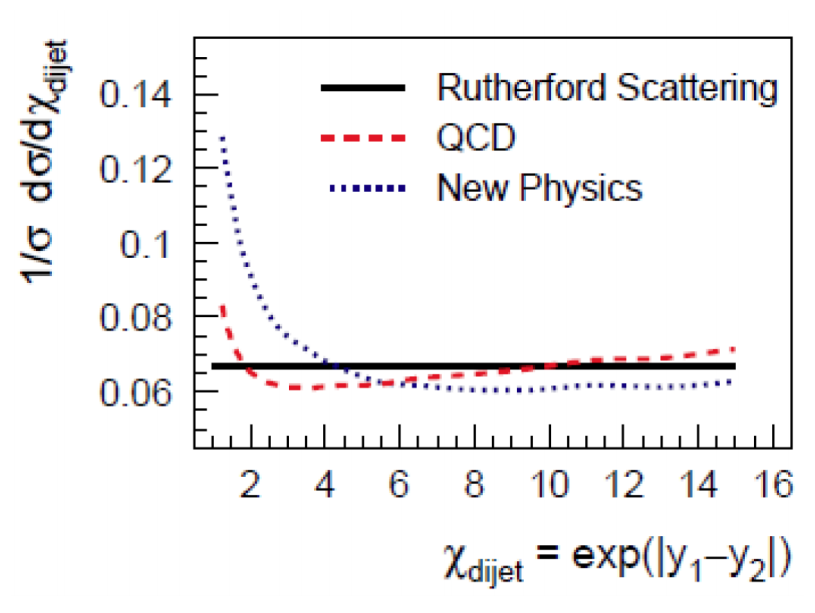 1/σ dσ/dχdijet
0.14
0.12
0.1
0.08
0.06
Rutherford Scattering
QCD
New Physics
2 4 6 8 10 12 14 16
χdijet = exp(|y1–y2|)